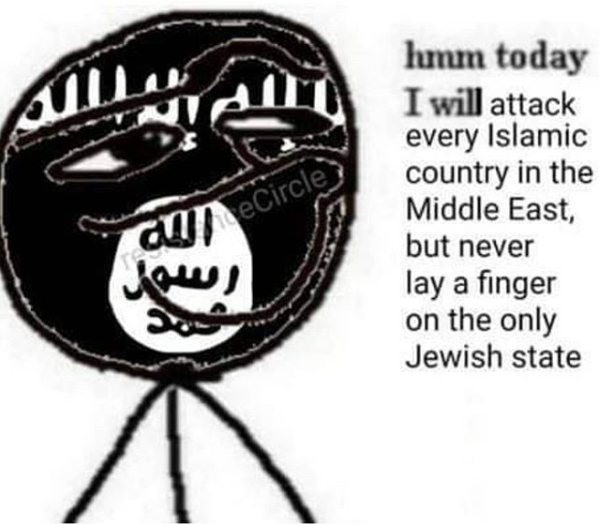 الله
رسول
محمد
hmm today
I will attack
every Islamic
country in the
Middle East,
but never
lay a finger
on the only
Jewish state